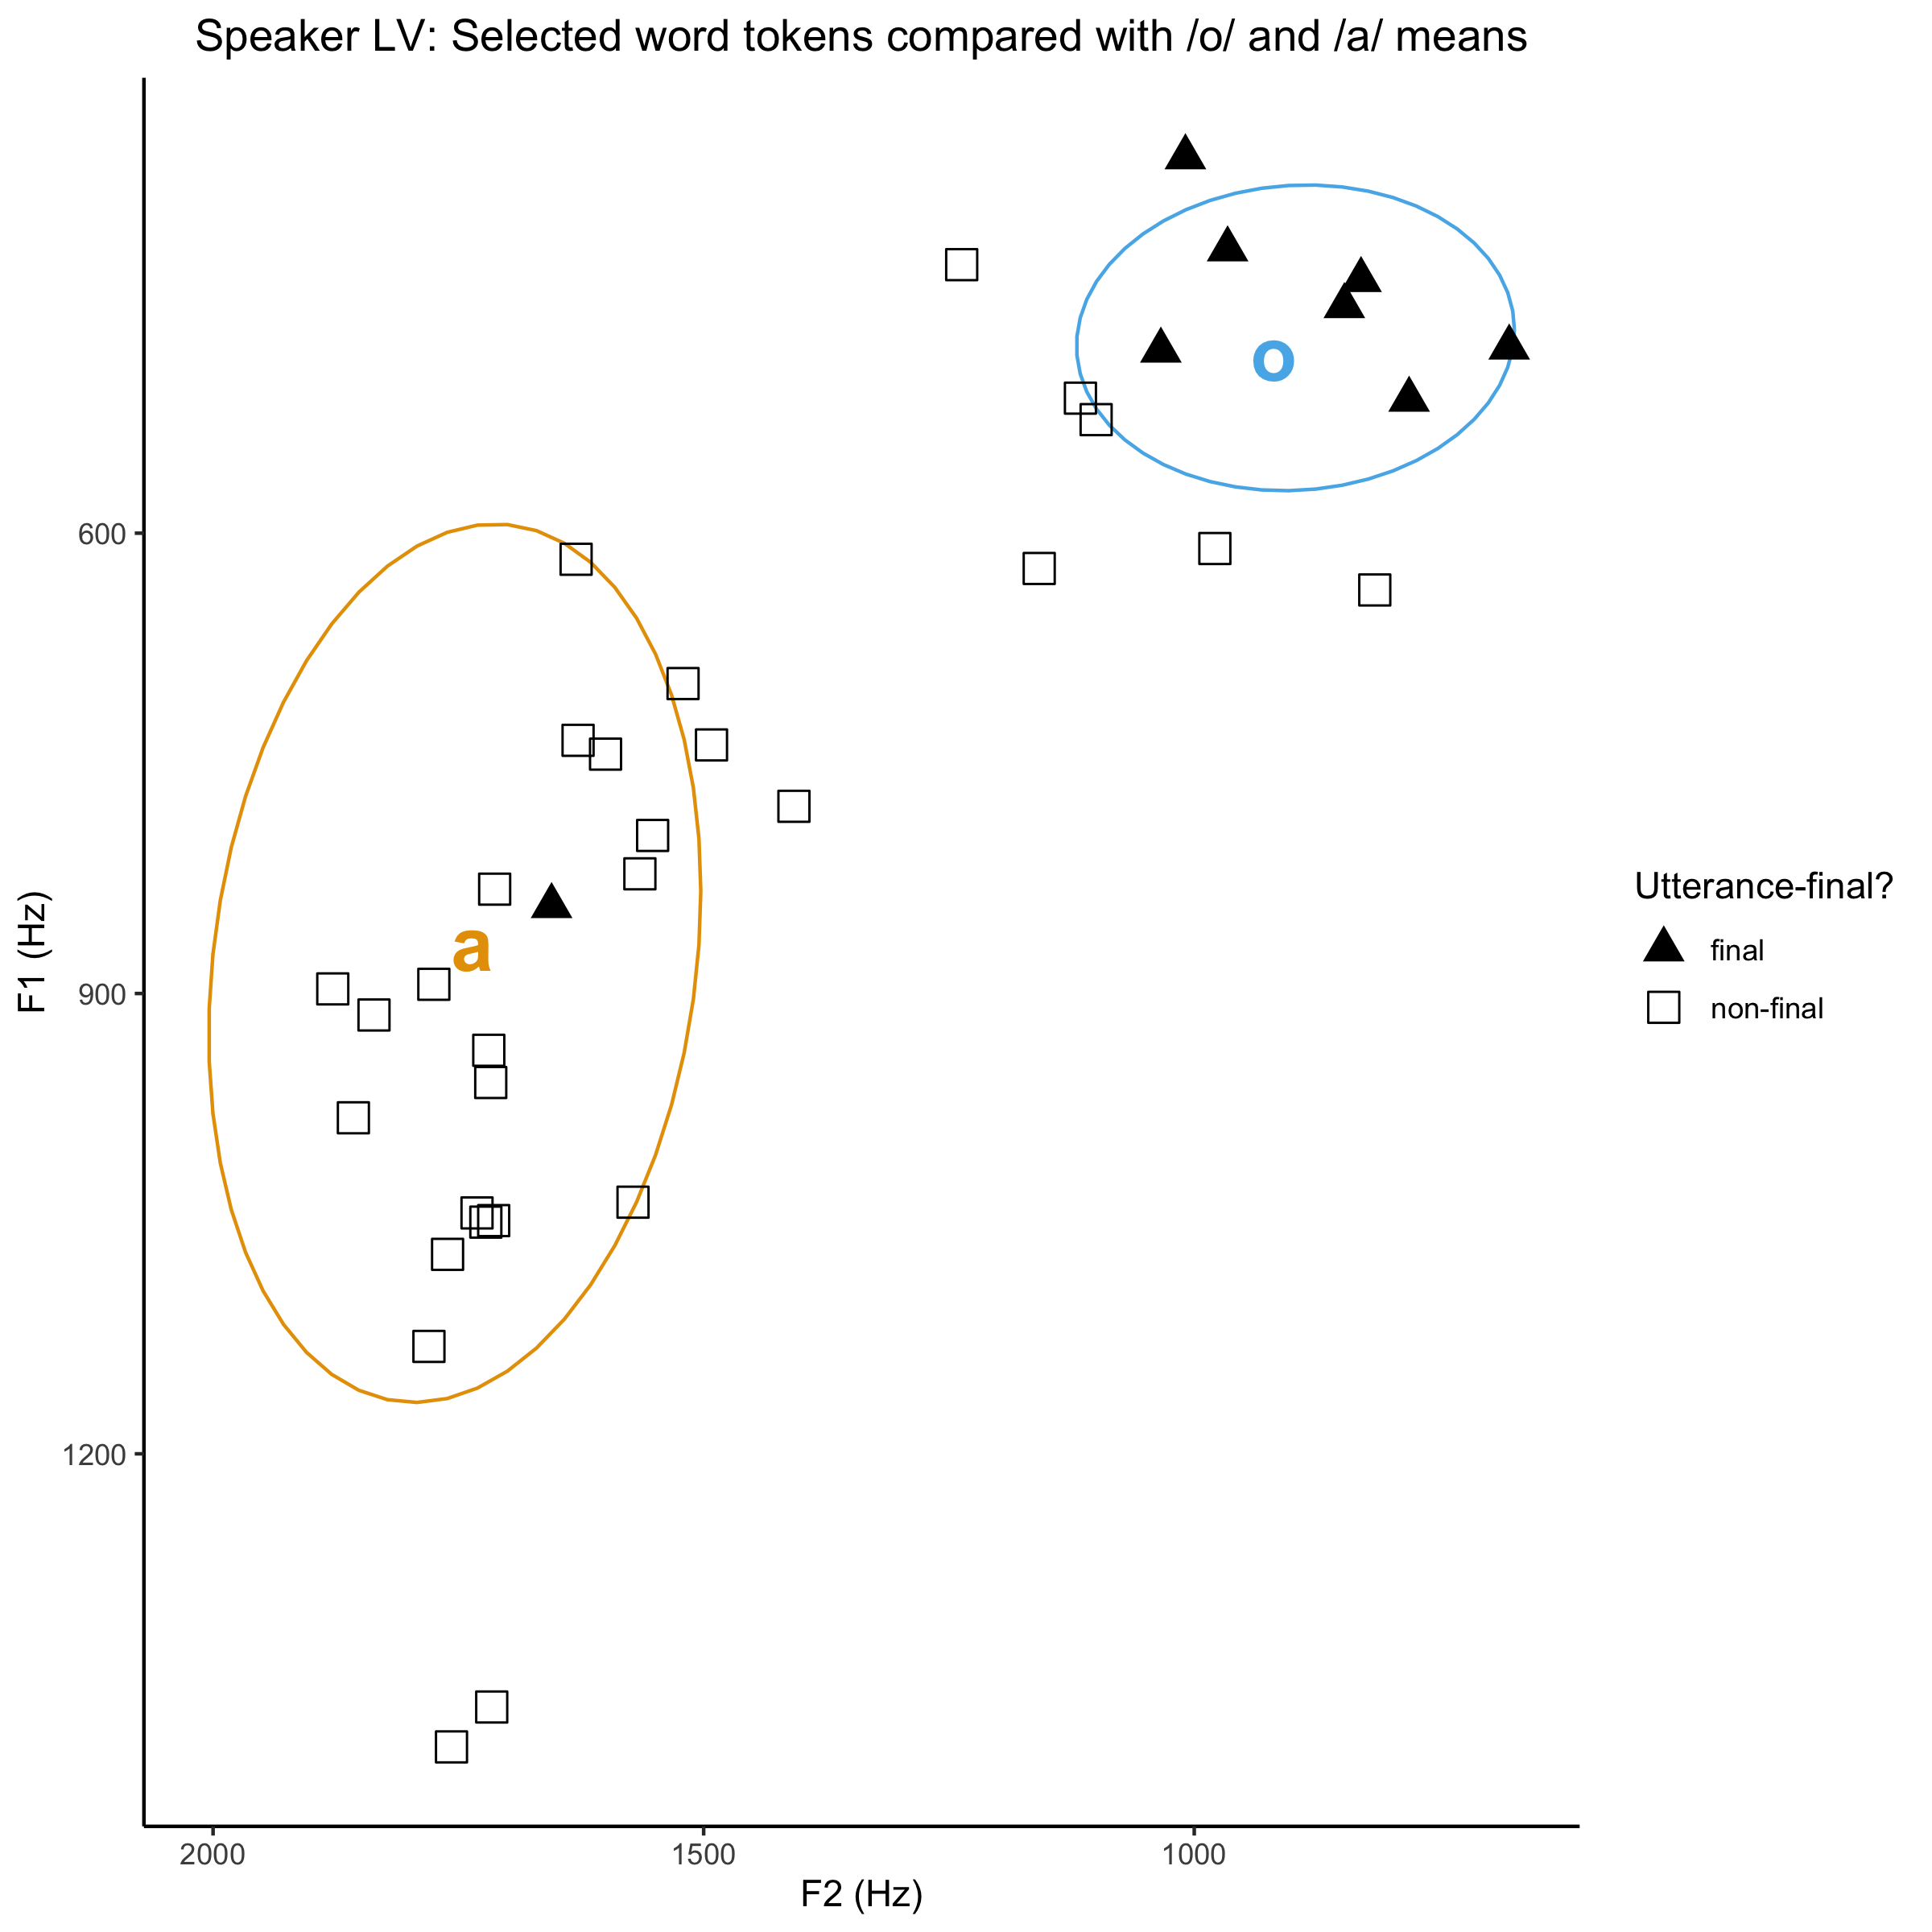 Speaker LV: Selected word tokens compared with /o/ and /a/ means
o
600
a
F1 (Hz)
900
1200
2000 1500 1000
F2 (Hz)
Utterance-final?
final
non-final